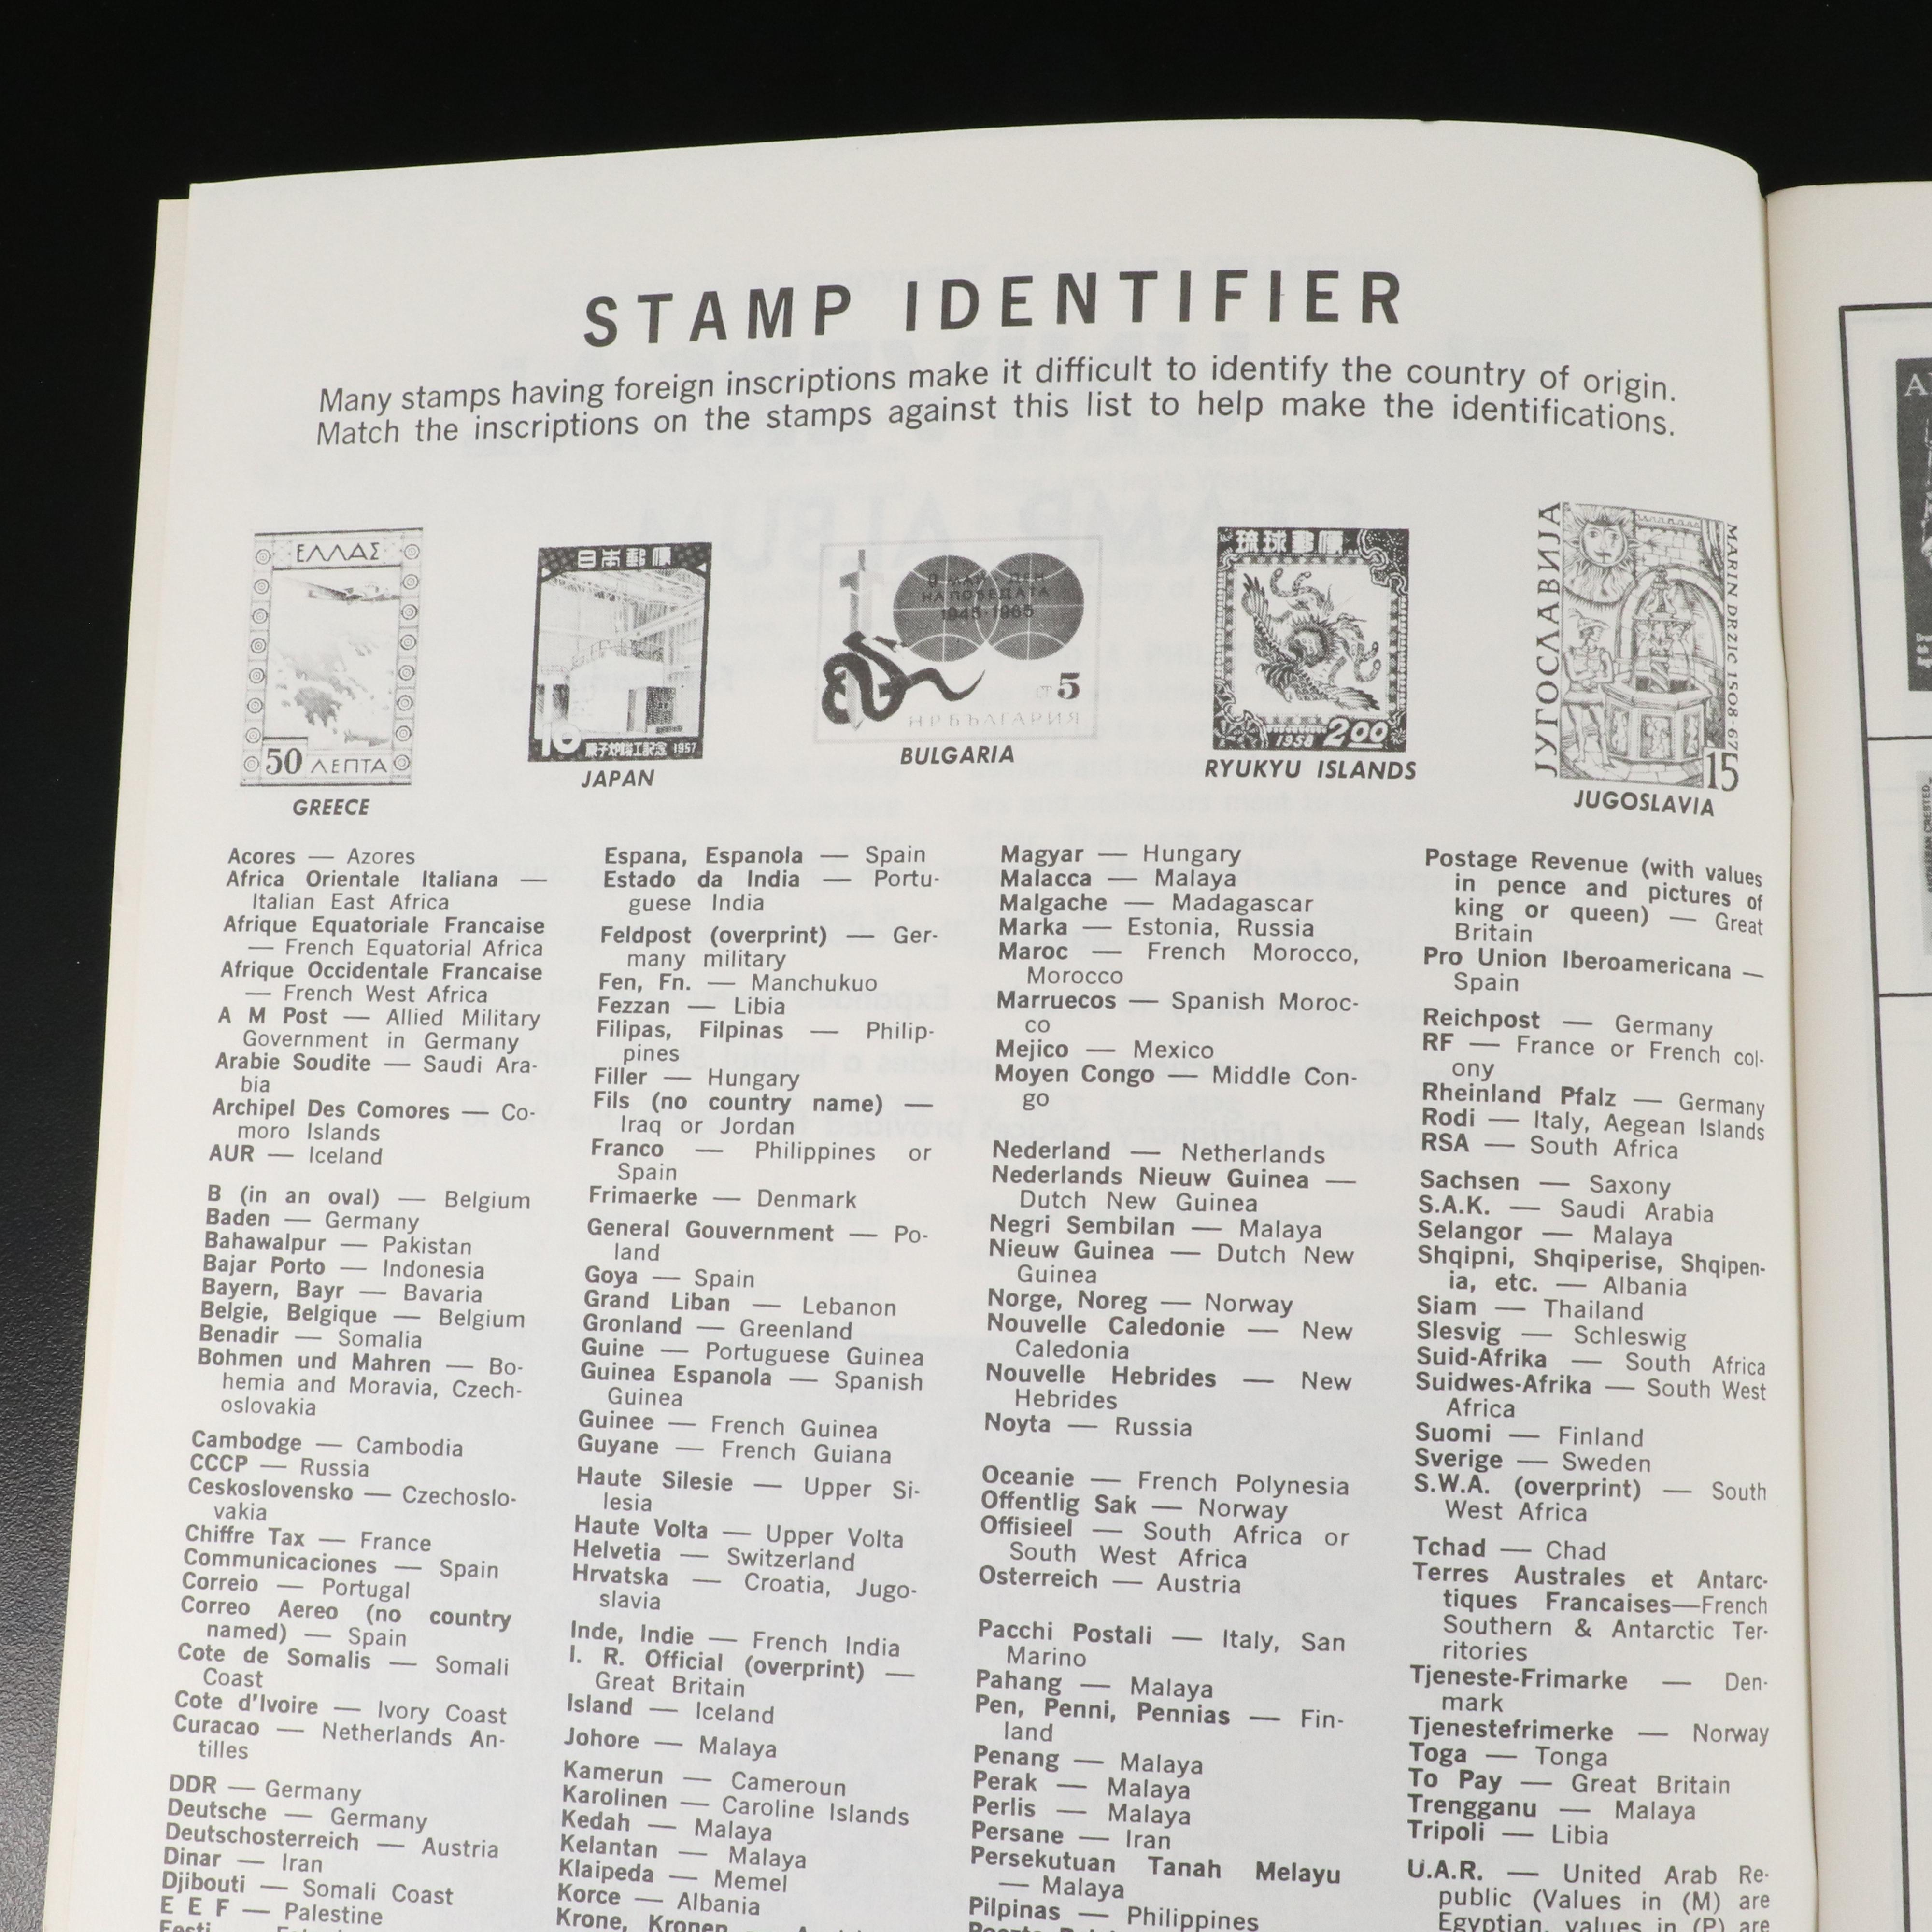 STAMP IDENTIFIER
Many stamps having foreign inscriptions make it difficult to identify the country of origin.
Match the inscriptions on the stamps against this list to help make the identifications.
ΕΛΛΑΣ
50 ΛΕΠΤΑ
GREECE
日本郵便
10 原子炉竣工記念 1957
JAPAN
9 МАЙ ДЕН
НА ПОБЕДАТА
1945-1965
СТ 5
НРБЪЛГАРИЯ
BULGARIA
琉球郵便
1958 200
RYUKYU ISLANDS
ЈУГОСЛАВИЈА
MARIN DRZIC 1508-67
15
JUGOSLAVIA
Acores — Azores
Africa Orientale Italiana —
Italian East Africa
Afrique Equatoriale Francaise
— French Equatorial Africa
Afrique Occidentale Francaise
— French West Africa
A M Post — Allied Military
Government in Germany
Arabie Soudite — Saudi Ara-
bia
Archipel Des Comores — Co-
moro Islands
AUR — Iceland
B (in an oval) — Belgium
Baden — Germany
Bahawalpur — Pakistan
Bajar Porto — Indonesia
Bayern, Bayr — Bavaria
Belgie, Belgique — Belgium
Benadir — Somalia
Bohmen und Mahren — Bo-
hemia and Moravia, Czech-
oslovakia
Cambodge — Cambodia
CCCP — Russia
Ceskoslovensko — Czechoslo-
vakia
Chiffre Tax — France
Communicaciones — Spain
Correio — Portugal
Correo Aereo (no country
named) — Spain
Cote de Somalis — Somali
Coast
Cote d'Ivoire — Ivory Coast
Curacao — Netherlands An-
tilles
DDR — Germany
Deutsche — Germany
Deutschosterreich — Austria
Dinar — Iran
Djibouti — Somali Coast
E E F — Palestine
Espana, Espanola — Spain
Estado da India — Portu-
guese India
Feldpost (overprint) — Ger-
many military
Fen, Fn. — Manchukuo
Fezzan — Libia
Filipas, Filpinas — Philip-
pines
Filler — Hungary
Fils (no country name) —
Iraq or Jordan
Franco — Philippines or
Spain
Frimaerke — Denmark
General Gouvernment — Po-
land
Goya — Spain
Grand Liban — Lebanon
Gronland — Greenland
Guine — Portuguese Guinea
Guinea Espanola — Spanish
Guinea
Guinee — French Guinea
Guyane — French Guiana
Haute Silesie — Upper Si-
lesia
Haute Volta — Upper Volta
Helvetia — Switzerland
Hrvatska — Croatia, Jugo-
slavia
Inde, Indie — French India
I. R. Official (overprint) —
Great Britain
Island — Iceland
Johore — Malaya
Kamerun — Cameroun
Karolinen — Caroline Islands
Kedah — Malaya
Kelantan — Malaya
Klaipeda — Memel
Korce — Albania
Krone, Kronen
Magyar — Hungary
Malacca — Malaya
Malgache — Madagascar
Marka — Estonia, Russia
Maroc — French Morocco,
Morocco
Marruecos — Spanish Moroc-
co
Mejico — Mexico
Moyen Congo — Middle Con-
go
Nederland — Netherlands
Nederlands Nieuw Guinea —
Dutch New Guinea
Negri Sembilan — Malaya
Nieuw Guinea — Dutch New
Guinea
Norge, Noreg — Norway
Nouvelle Caledonie — New
Caledonia
Nouvelle Hebrides — New
Hebrides
Noyta — Russia
Oceanie — French Polynesia
Offentlig Sak — Norway
Offisieel — South Africa or
South West Africa
Osterreich — Austria
Pacchi Postali — Italy, San
Marino
Pahang — Malaya
Pen, Penni, Pennias — Fin-
land
Penang — Malaya
Perak — Malaya
Perlis — Malaya
Persane — Iran
Persekutuan Tanah Melayu
— Malaya
Pilpinas — Philippines
Postage Revenue (with values
in pence and pictures of
king or queen) — Great
Britain
Pro Union Iberoamericana —
Spain
Reichpost — Germany
RF — France or French col-
ony
Rheinland Pfalz — Germany
Rodi — Italy, Aegean Islands
RSA — South Africa
Sachsen — Saxony
S.A.K. — Saudi Arabia
Selangor — Malaya
Shqipni, Shqiperise, Shqipen-
ia, etc. — Albania
Siam — Thailand
Slesvig — Schleswig
Suid-Afrika — South Africa
Suidwes-Afrika — South West
Africa
Suomi — Finland
Sverige — Sweden
S.W.A. (overprint) — South
West Africa
Tchad — Chad
Terres Australes et Antarc-
tiques Francaises—French
Southern & Antarctic Ter-
ritories
Tjeneste-Frimarke — Den-
mark
Tjenestefrimerke — Norway
Toga — Tonga
To Pay — Great Britain
Trengganu — Malaya
Tripoli — Libia
U.A.R. — United Arab Re-
public (Values in (M) are
Egyptian, values in (P) are